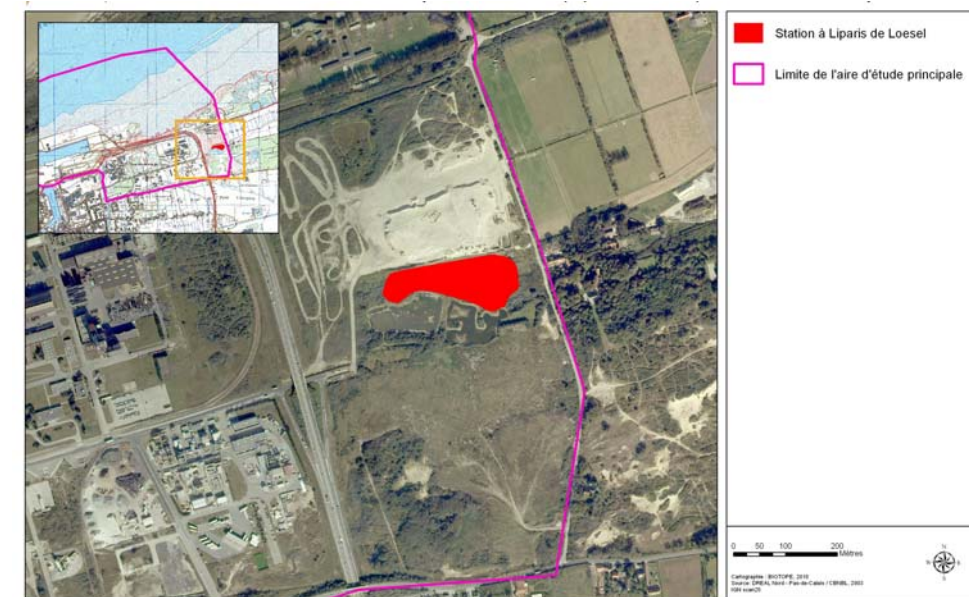 Station à Liparis de Loesel
Limite de l'aire d'étude principale
0 50 100 200
Mètres
N
W E
S
Cartographie : BIOTOPE, 2010
Source: DREAL Nord - Pas-de-Calais / CBNBL, 2003
IGN scan25